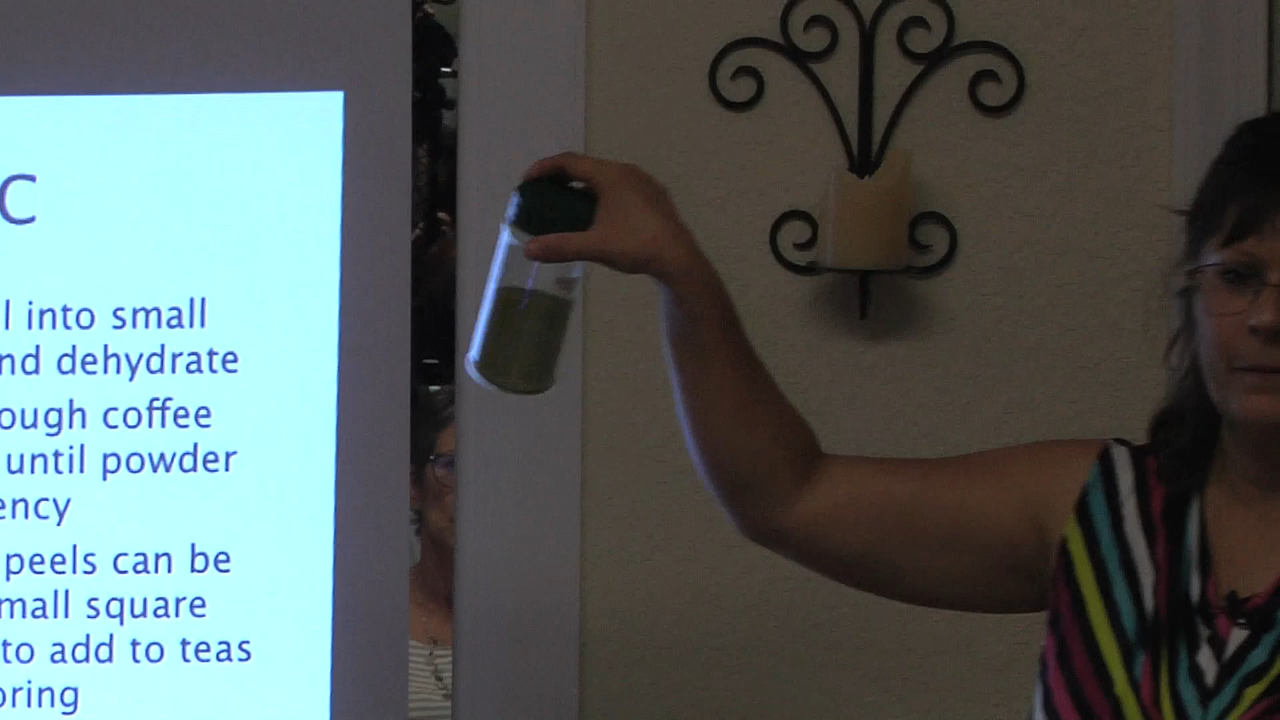 C
l into small
nd dehydrate
ough coffee
until powder
ency
peels can be
mall square
to add to teas
oring